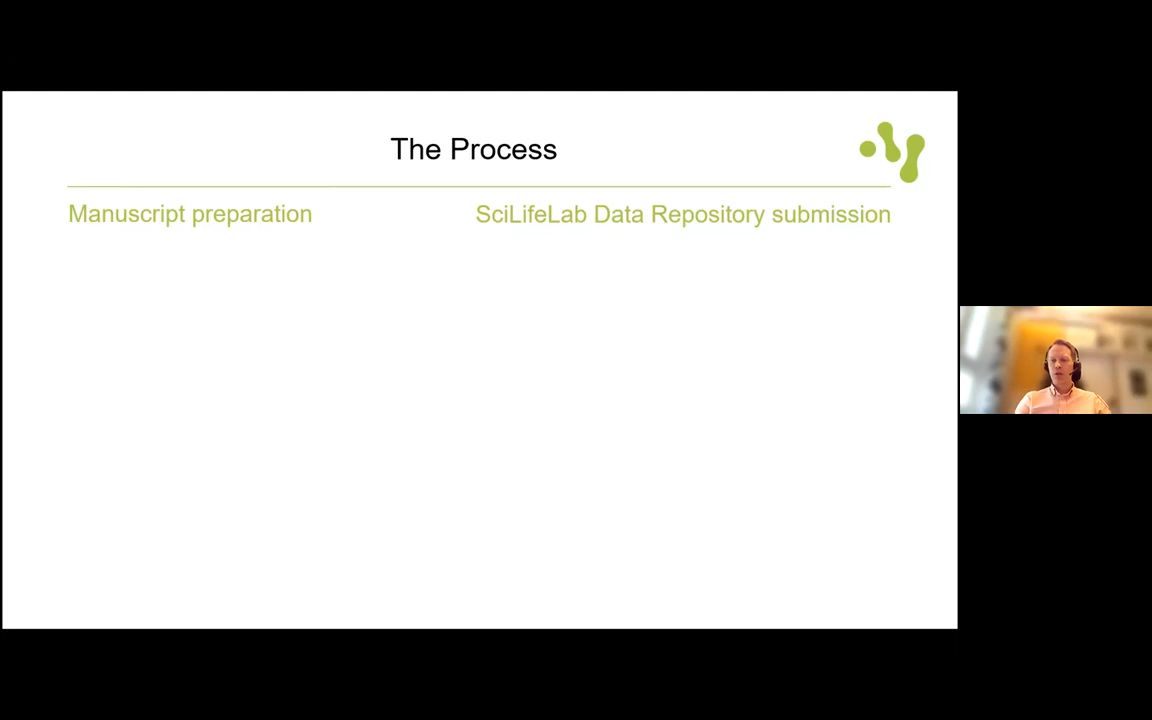 The Process
Manuscript preparation
SciLifeLab Data Repository submission